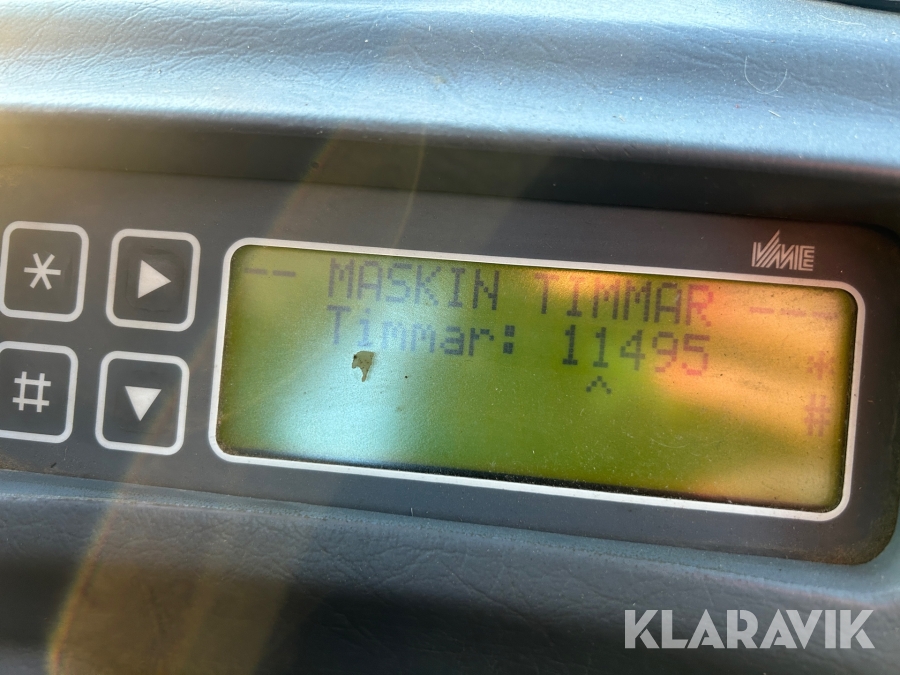 VME
-- MASKIN TIMMAR ----
Timmar: 11495 *
^ #
*
#
KLARAVIK